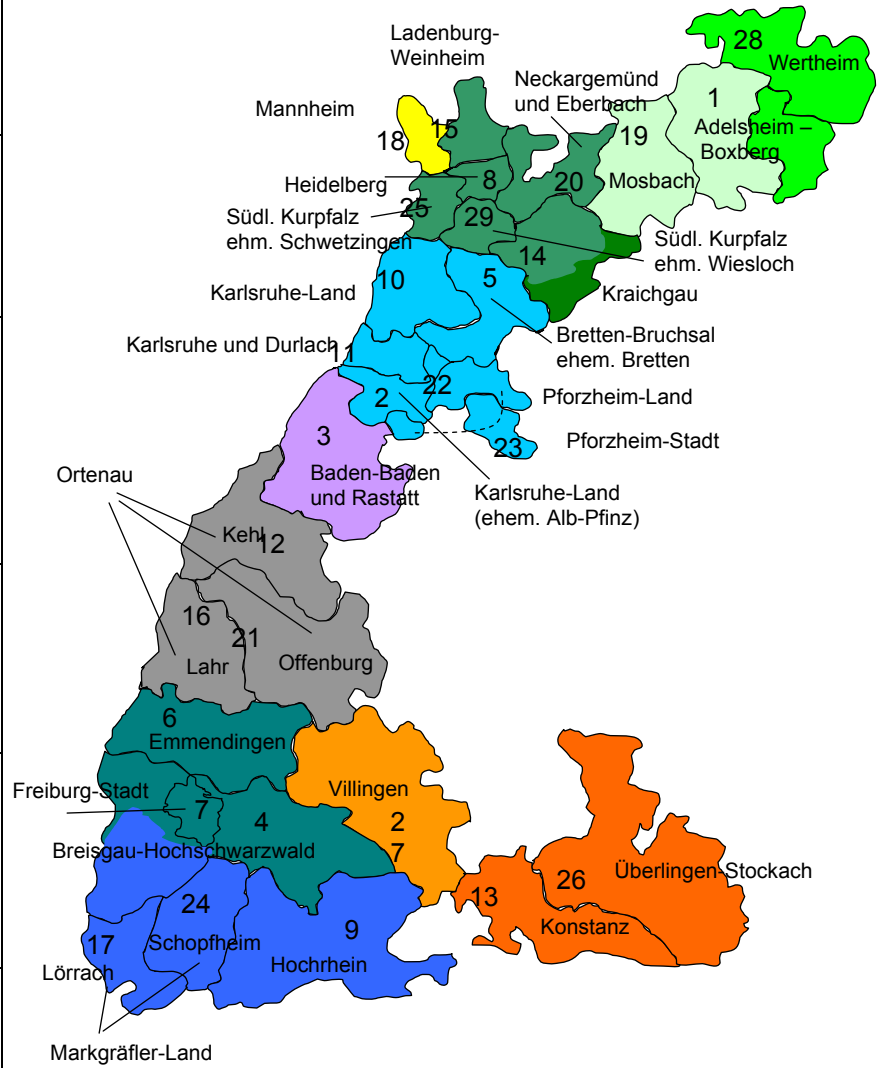 Ladenburg-
Weinheim
28
Wertheim
Neckargemünd
und Eberbach
1
Adelsheim –
Boxberg
Mannheim
18
15
19
Mosbach
Heidelberg
8
20
25
Südl. Kurpfalz
ehm. Schwetzingen
29
Südl. Kurpfalz
ehm. Wiesloch
14
10
5
Karlsruhe-Land
Kraichgau
Karlsruhe und Durlach
11
Bretten-Bruchsal
ehem. Bretten
2
22
Pforzheim-Land
3
23
Pforzheim-Stadt
Baden-Baden
und Rastatt
Karlsruhe-Land
(ehem. Alb-Pfinz)
Ortenau
Kehl
12
16
21
Lahr
Offenburg
6
Emmendingen
Freiburg-Stadt
7
4
Villingen
2
7
Breisgau-Hochschwarzwald
13
26
Überlingen-Stockach
Konstanz
24
Schopfheim
9
17
Lörrach
Hochrhein
Markgräfler-Land